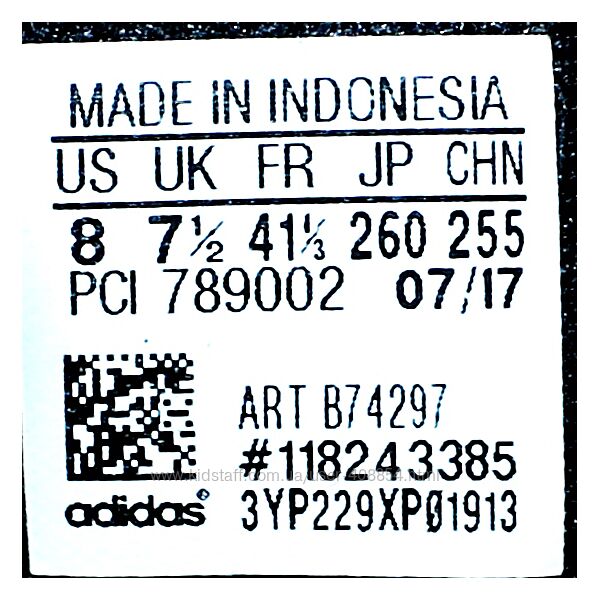 MADE IN INDONESIA
US UK FR JP CHN
8 7½ 41⅓ 260 255
PCI 789002 07/17
ART B74297
#118243385
adidas® 3YP229XPØ1913